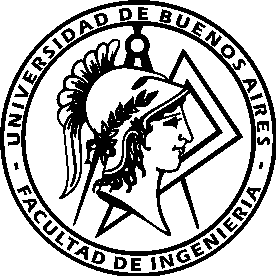 - UNIVERSIDAD DE BUENOS AIRES -
FACULTAD DE INGENIERIA